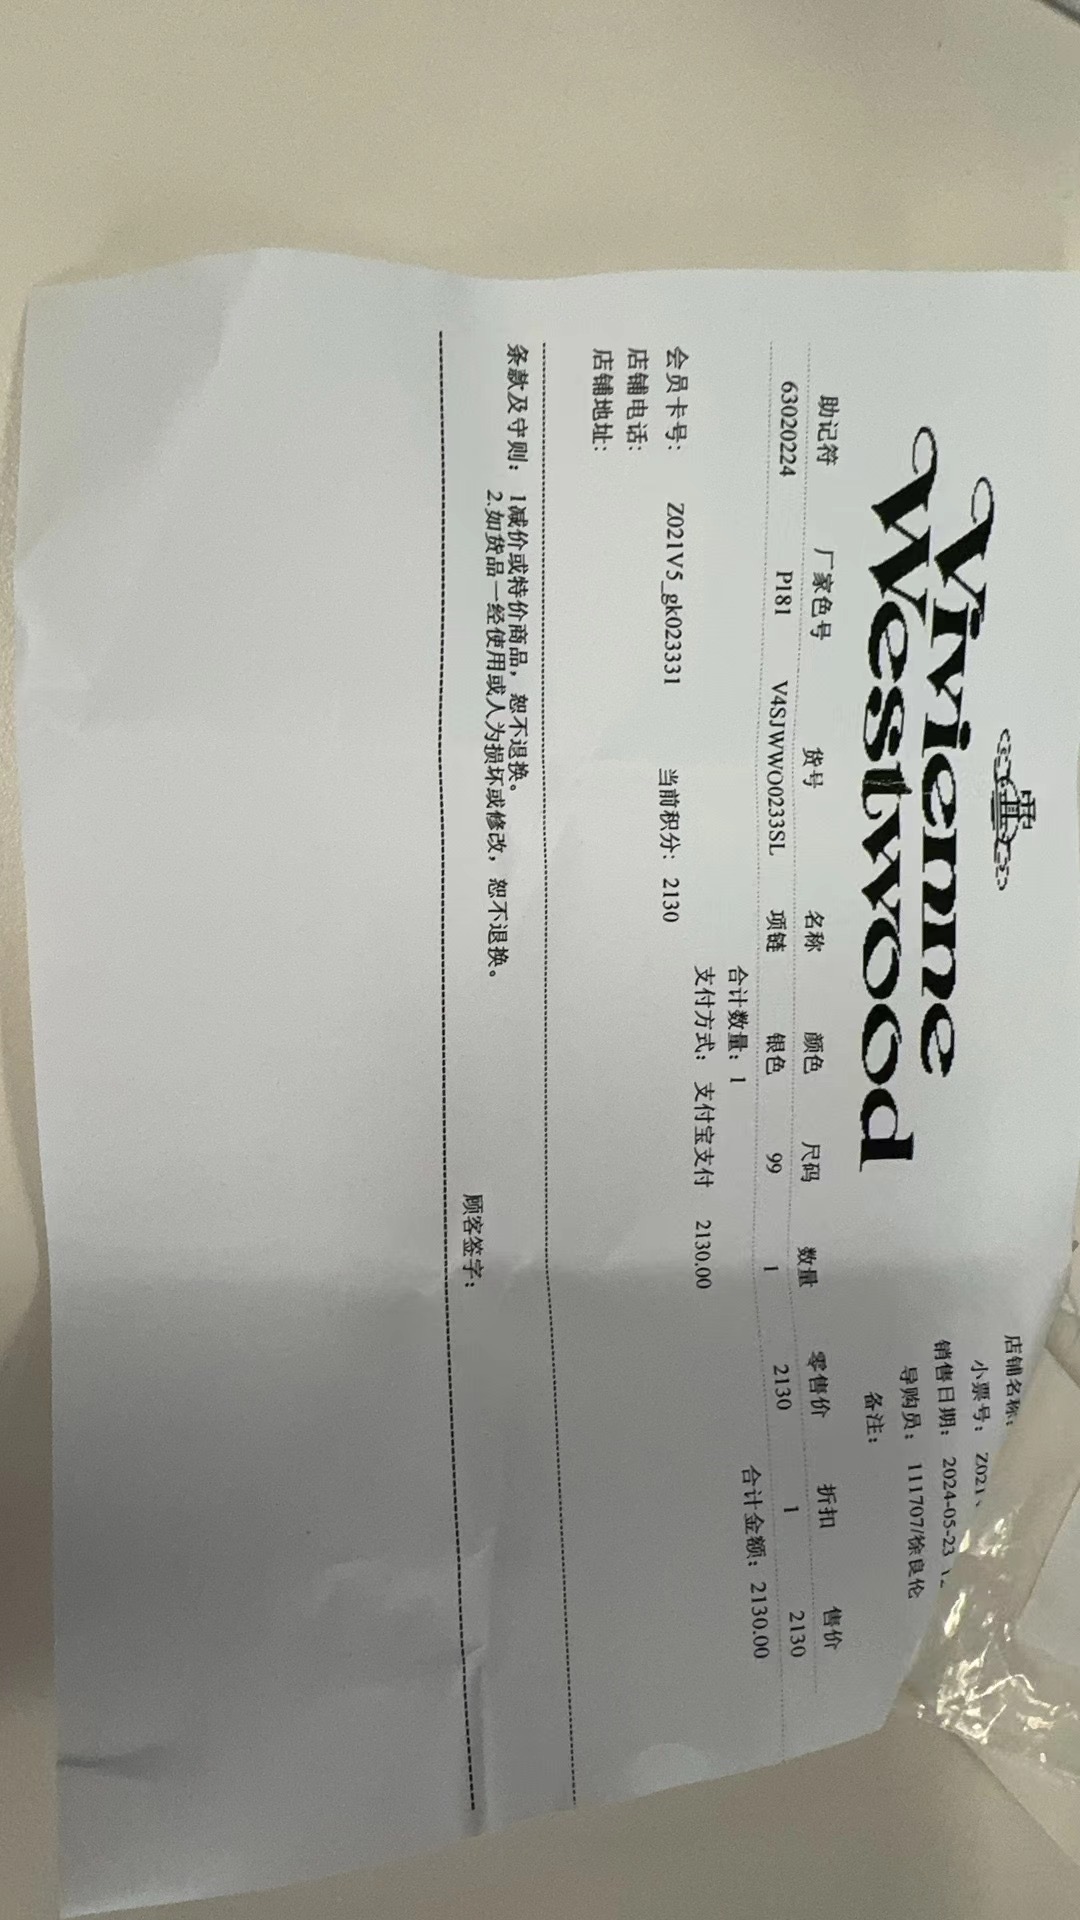 Vivienne
Westwood
店铺名称:
小票号: Z021
销售日期: 2024-05-23
导购员: 111707/徐良伦
备注:
助记符 厂家色号 货号 名称 颜色 尺码 数量 零售价 折扣 售价
63020224 P181 V4SJWWO0233SL 项链 银色 99 1 2130 1 2130
合计数量: 1 合计金额: 2130.00
支付方式: 支付宝支付 2130.00
会员卡号: Z021V5_gk023331 当前积分: 2130
店铺电话:
店铺地址:
条款及守则: 1减价或特价商品，恕不退换。
2.如货品一经使用或人为损坏或修改，恕不退换。
顾客签字: